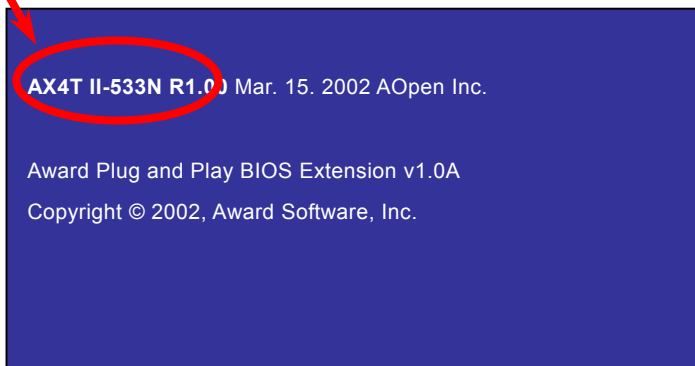 AX4T II-533N R1.00 Mar. 15. 2002 AOpen Inc.
Award Plug and Play BIOS Extension v1.0A
Copyright © 2002, Award Software, Inc.